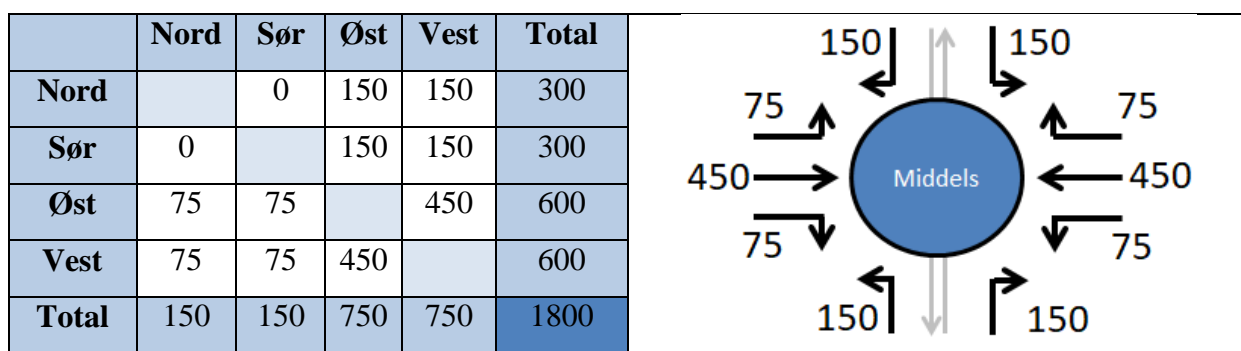 Nord Sør Øst Vest Total
Nord 0 150 150 300
Sør 0 150 150 300
Øst 75 75 450 600
Vest 75 75 450 600
Total 150 150 750 750 1800
150 150
75 75
450 Middels 450
75 75
150 150